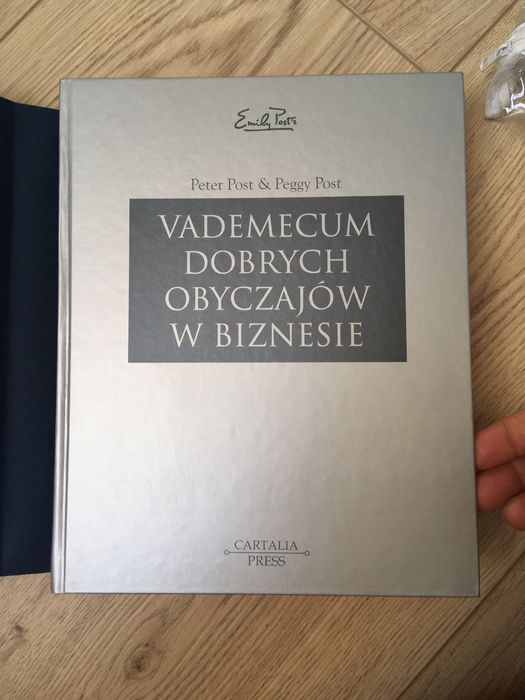 Emily Post's
Peter Post & Peggy Post
VADEMECUM
DOBRYCH
OBYCZAJÓW
W BIZNESIE
CARTALIA
PRESS